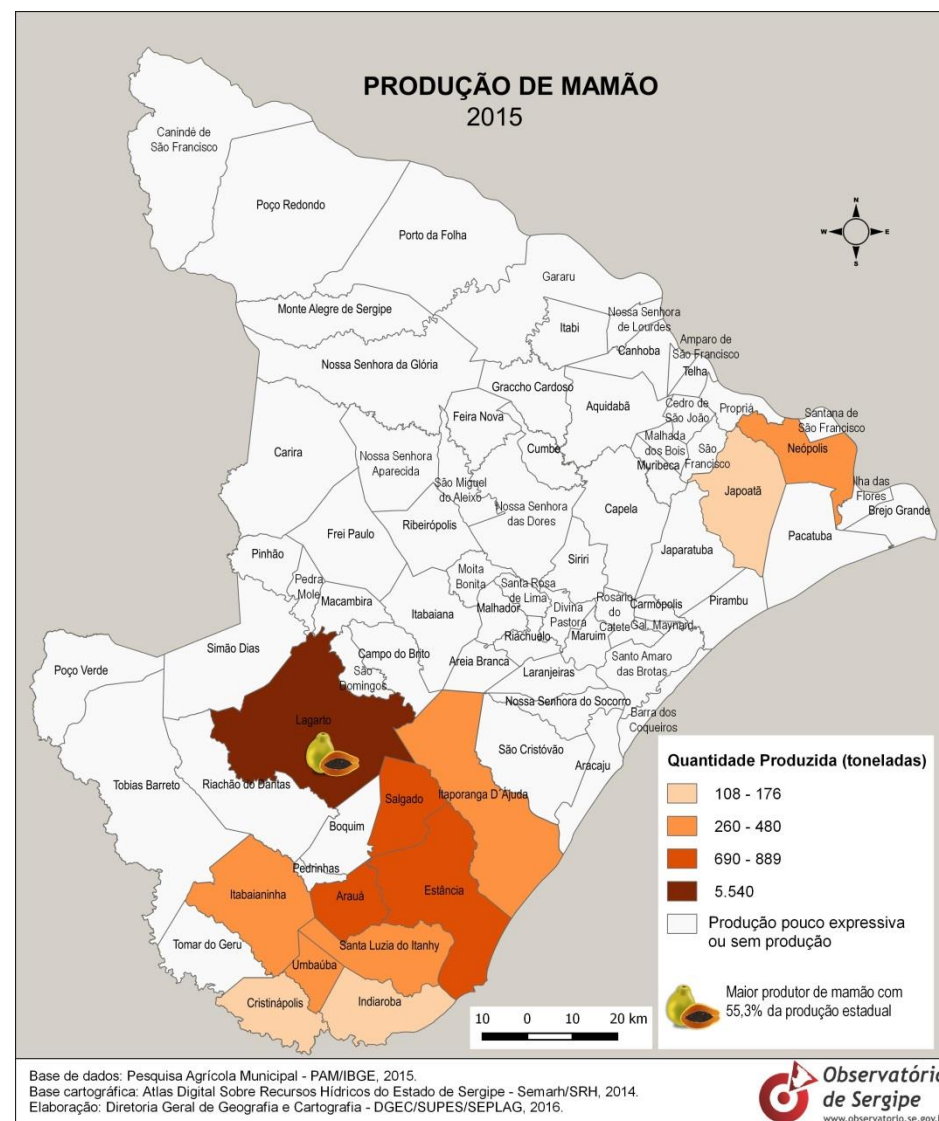 PRODUÇÃO DE MAMÃO
2015
Canindé de
São Francisco
Poço Redondo
Porto da Folha
N
W
E
S
Gararu
Monte Alegre de Sergipe
Itabi
Nossa Senhora
de Lourdes
Canhoba
Amparo de
São Francisco
Telha
Nossa Senhora da Glória
Graccho Cardoso
Aquidabã
Cedro de
São João
Propriá
Santana de
São Francisco
Feira Nova
Neópolis
Carira
Nossa Senhora
Aparecida
Cumbe
Malhada
dos Bois
Muribeca
São
Francisco
Japoatã
Ilha das
Flores
Brejo Grande
São Miguel
do Aleixo
Nossa Senhora
das Dores
Capela
Pacatuba
Frei Paulo
Ribeirópolis
Pinhão
Siriri
Japaratuba
Pedra
Mole
Macambira
Moita
Bonita
Santa Rosa
de Lima
Itabaiana
Malhador
Divina
Pastora
Rosário
do
Catete
Carmópolis
Pirambu
Gal. Maynard
Riachuelo
Maruim
Simão Dias
Campo do Brito
São
Domingos
Areia Branca
Laranjeiras
Santo Amaro
das Brotas
Poço Verde
Lagarto
Nossa Senhora do Socorro
Barra dos
Coqueiros
São Cristóvão
Aracaju
Tobias Barreto
Riachão do Dantas
Salgado
Itaporanga D´Ajuda
Boquim
Pedrinhas
Itabaianinha
Arauá
Estância
Tomar do Geru
Santa Luzia do Itanhy
Umbaúba
Cristinápolis
Indiaroba
Quantidade Produzida (toneladas)
108 - 176
260 - 480
690 - 889
5.540
Produção pouco expressiva
ou sem produção
Maior produtor de mamão com
55,3% da produção estadual
10 0 10 20 km
Base de dados: Pesquisa Agrícola Municipal - PAM/IBGE, 2015.
Base cartográfica: Atlas Digital Sobre Recursos Hídricos do Estado de Sergipe - Semarh/SRH, 2014.
Elaboração: Diretoria Geral de Geografia e Cartografia - DGEC/SUPES/SEPLAG, 2016.
Observatório
de Sergipe
www.observatorio.se.gov.b